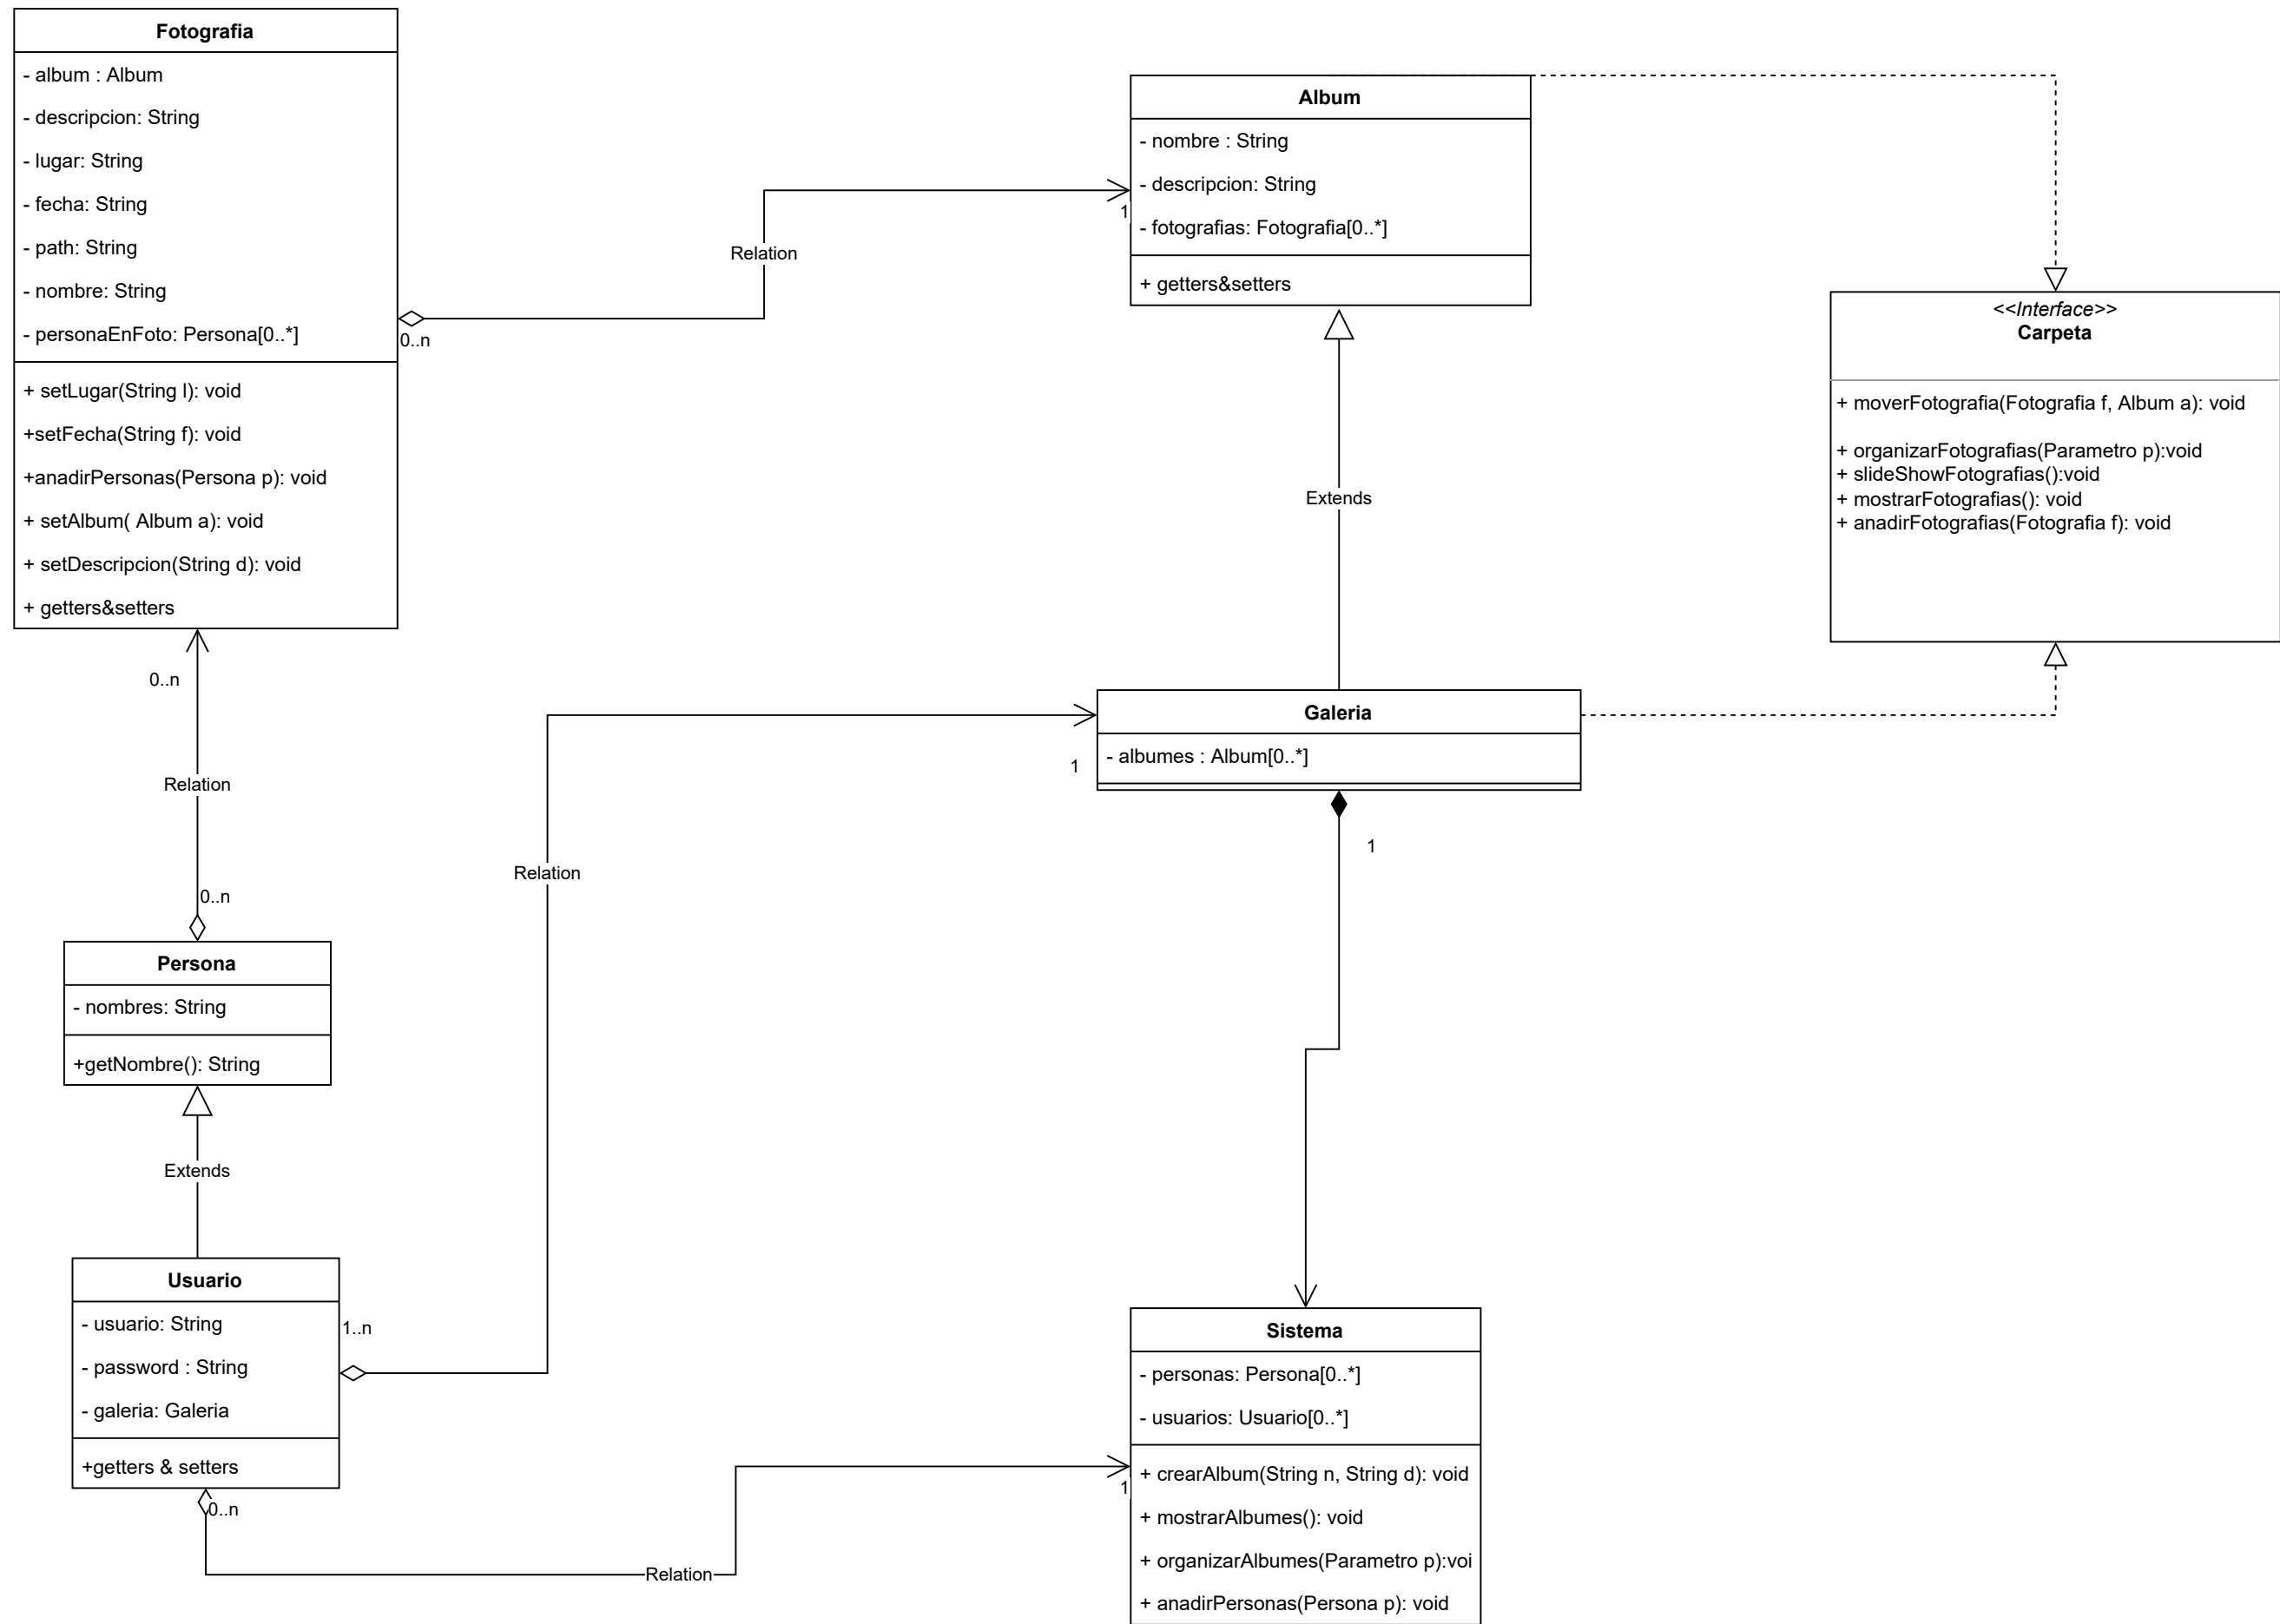 Fotografia
- album : Album
- descripcion: String
- lugar: String
- fecha: String
- path: String
- nombre: String
- personaEnFoto: Persona[0..*]
+ setLugar(String l): void
+setFecha(String f): void
+anadirPersonas(Persona p): void
+ setAlbum( Album a): void
+ setDescripcion(String d): void
+ getters&setters
0..n
Relation
1
Album
- nombre : String
- descripcion: String
- fotografias: Fotografia[0..*]
+ getters&setters
<<Interface>>
Carpeta
+ moverFotografia(Fotografia f, Album a): void
+ organizarFotografias(Parametro p):void
+ slideShowFotografias():void
+ mostrarFotografias(): void
+ anadirFotografias(Fotografia f): void
Extends
0..n
Relation
0..n
Galeria
- albumes : Album[0..*]
1
1
Relation
Persona
- nombres: String
+getNombre(): String
Extends
Usuario
- usuario: String
- password : String
- galeria: Galeria
+getters & setters
1..n
0..n
Relation
1
Sistema
- personas: Persona[0..*]
- usuarios: Usuario[0..*]
+ crearAlbum(String n, String d): void
+ mostrarAlbumes(): void
+ organizarAlbumes(Parametro p):voi
+ anadirPersonas(Persona p): void